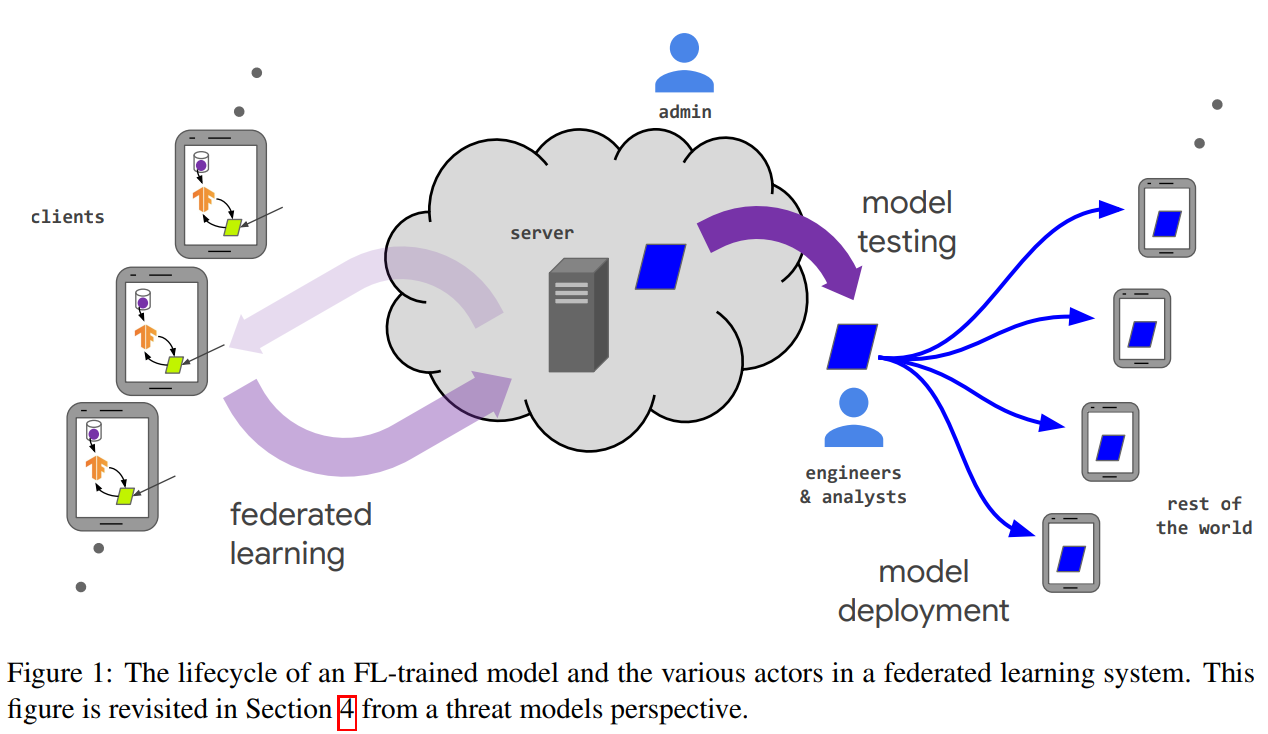 admin
clients
server
model
testing
engineers
& analysts
rest of
the world
federated
learning
model
deployment
Figure 1: The lifecycle of an FL-trained model and the various actors in a federated learning system. This
figure is revisited in Section 4 from a threat models perspective.